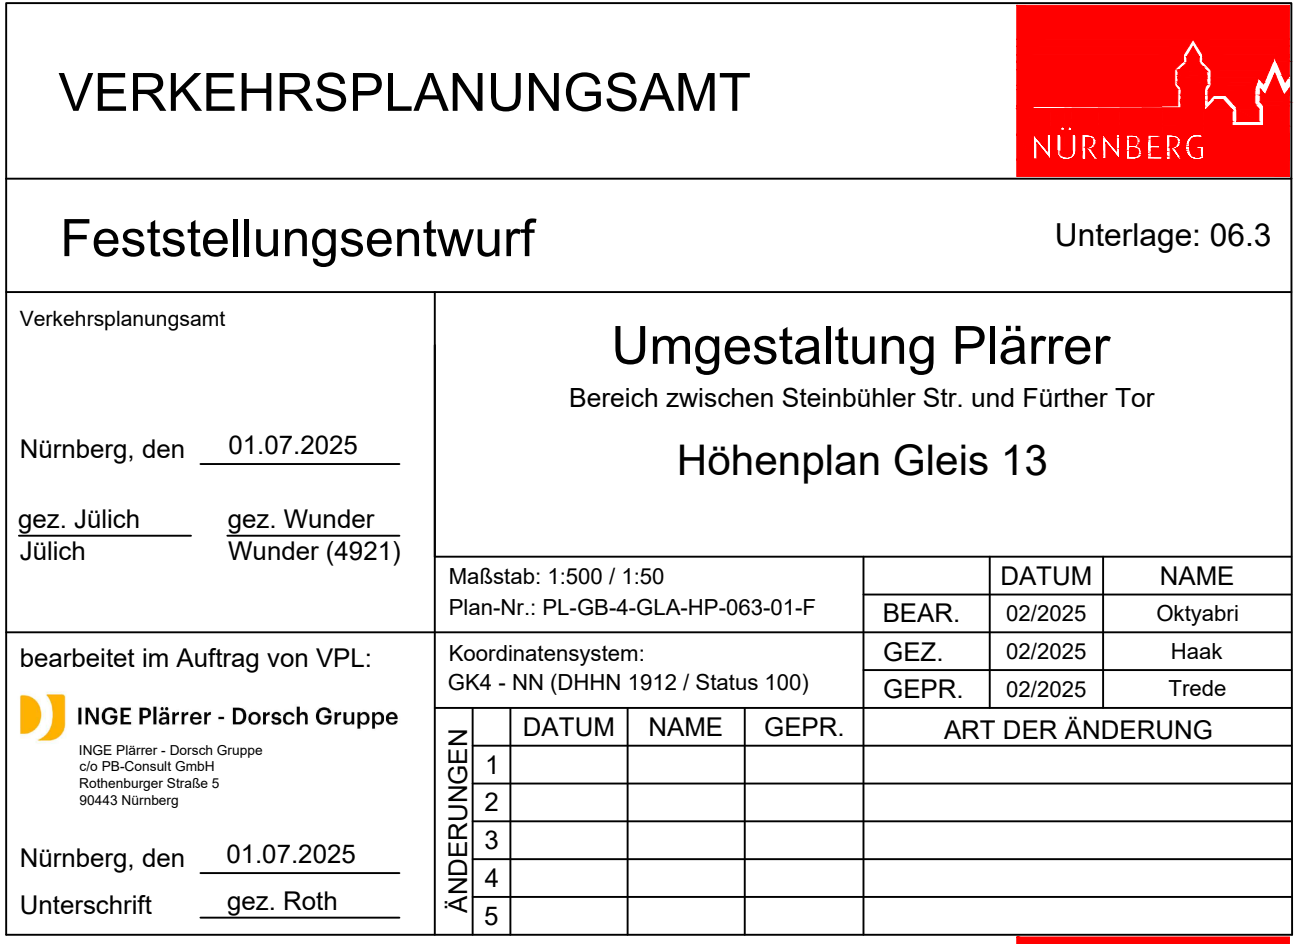 VERKEHRSPLANUNGSAMT
NÜRNBERG
Feststellungsentwurf
Unterlage: 06.3
Verkehrsplanungsamt
Nürnberg, den 01.07.2025
gez. Jülich gez. Wunder
Jülich Wunder (4921)
Umgestaltung Plärrer
Bereich zwischen Steinbühler Str. und Fürther Tor
Höhenplan Gleis 13
Maßstab: 1:500 / 1:50
Plan-Nr.: PL-GB-4-GLA-HP-063-01-F
Koordinatensystem:
GK4 - NN (DHHN 1912 / Status 100)
DATUM NAME
BEAR. 02/2025 Oktyabri
GEZ. 02/2025 Haak
GEPR. 02/2025 Trede
bearbeitet im Auftrag von VPL:
INGE Plärrer - Dorsch Gruppe
INGE Plärrer - Dorsch Gruppe
c/o PB-Consult GmbH
Rothenburger Straße 5
90443 Nürnberg
Nürnberg, den 01.07.2025
Unterschrift gez. Roth
ÄNDERUNGEN
DATUM NAME GEPR. ART DER ÄNDERUNG
1
2
3
4
5